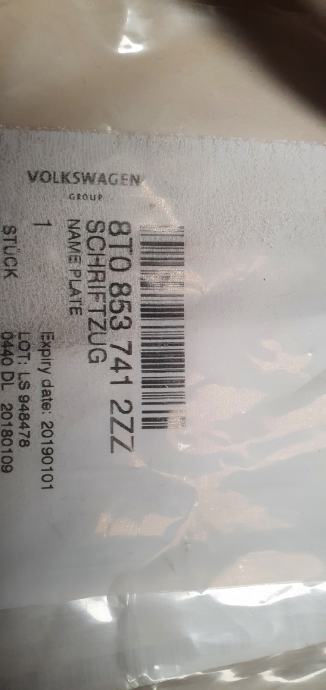 VOLKSWAGEN
GROUP
8T0 853 741 2ZZ
SCHRIFTZUG
NAME PLATE
1
STÜCK
Expiry date: 20190101
LOT: LS 948478
0440 DL 20180109